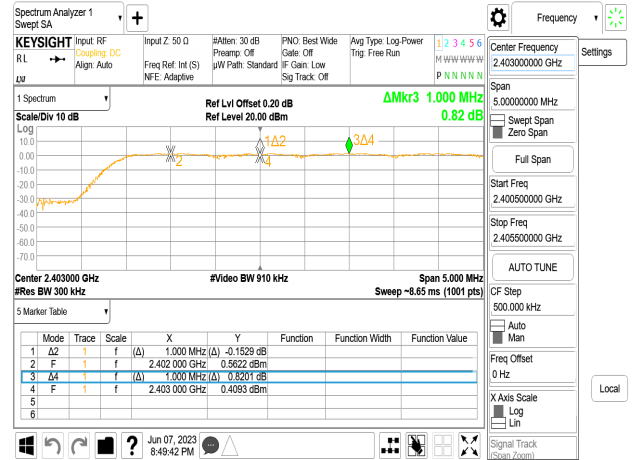 Spectrum Analyzer 1
Swept SA
Frequency
KEYSIGHT
RL
Input: RF
Coupling: DC
Align: Auto
Input Z: 50 Ω
Freq Ref: Int (S)
NFE: Adaptive
#Atten: 30 dB
Preamp: Off
µW Path: Standard
PNO: Best Wide
Gate: Off
IF Gain: Low
Sig Track: Off
Avg Type: Log-Power
Trig: Free Run
1 2 3 4 5 6
M W W W W W
P N N N N N
1 Spectrum
Scale/Div 10 dB
Ref Lvl Offset 0.20 dB
Ref Level 20.00 dBm
ΔMkr3 1.000 MHz
0.82 dB
Log
10.0
0.00
-10.0
-20.0
-30.0
-40.0
-50.0
-60.0
-70.0
2
1Δ2
4
3Δ4
Center 2.403000 GHz
#Res BW 300 kHz
#Video BW 910 kHz
Span 5.000 MHz
Sweep ~8.65 ms (1001 pts)
5 Marker Table
Mode Trace Scale X Y Function Function Width Function Value
1 Δ2 1 f (Δ) 1.000 MHz (Δ) -0.1529 dB
2 F 1 f 2.402 000 GHz 0.5622 dBm
3 Δ4 1 f (Δ) 1.000 MHz (Δ) 0.8201 dB
4 F 1 f 2.403 000 GHz 0.4093 dBm
5
6
Jun 07, 2023
8:49:42 PM
Center Frequency
2.403000000 GHz
Settings
Span
5.00000000 MHz
Swept Span
Zero Span
Full Span
Start Freq
2.400500000 GHz
Stop Freq
2.405500000 GHz
AUTO TUNE
CF Step
500.000 kHz
Auto
Man
Freq Offset
0 Hz
X Axis Scale
Log
Lin
Local
Signal Track
(Span Zoom)